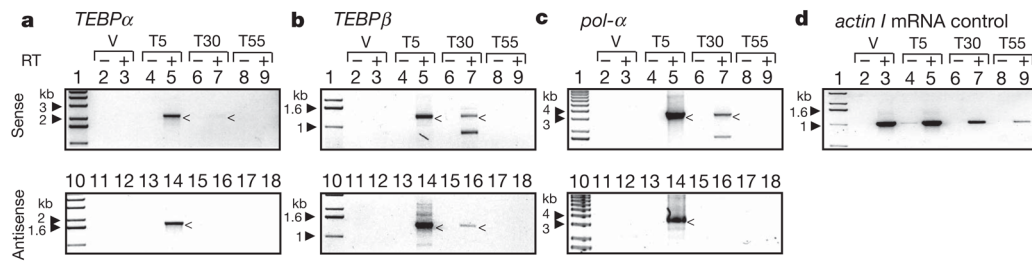 a TEBPα
b TEBPβ
c pol-α
d actin I mRNA control
V T5 T30 T55
V T5 T30 T55
V T5 T30 T55
V T5 T30 T55
RT − + − + − + − +
− + − + − + − +
− + − + − + − +
− + − + − + − +
1 2 3 4 5 6 7 8 9
1 2 3 4 5 6 7 8 9
1 2 3 4 5 6 7 8 9
1 2 3 4 5 6 7 8 9
Sense
kb
3
2
<
<
kb
1.6
1
<
<
kb
4
3
<
<
kb
1.6
1
10 11 12 13 14 15 16 17 18
10 11 12 13 14 15 16 17 18
10 11 12 13 14 15 16 17 18
Antisense
kb
2
1.6
<
kb
1.6
1
<
<
kb
4
3
<